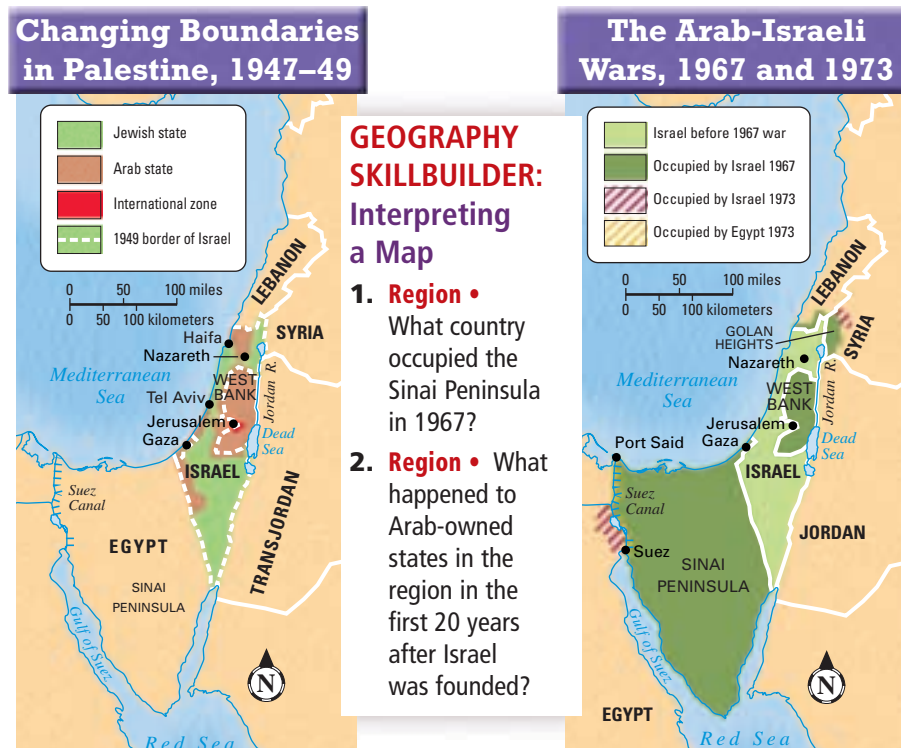 Changing Boundaries
in Palestine, 1947–49
Jewish state
Arab state
International zone
1949 border of Israel
0 50 100 miles
0 50 100 kilometers
LEBANON
SYRIA
Haifa
Nazareth
Mediterranean
Sea
WEST
BANK
Jordan R.
Tel Aviv
Jerusalem
Gaza
Dead
Sea
ISRAEL
Suez
Canal
TRANSJORDAN
EGYPT
SINAI
PENINSULA
Gulf of Suez
N
Red Sea
GEOGRAPHY
SKILLBUILDER:
Interpreting
a Map
1. Region •
What country
occupied the
Sinai Peninsula
in 1967?
2. Region • What
happened to
Arab-owned
states in the
region in the
first 20 years
after Israel
was founded?
The Arab-Israeli
Wars, 1967 and 1973
Israel before 1967 war
Occupied by Israel 1967
Occupied by Israel 1973
Occupied by Egypt 1973
0 50 100 miles
0 50 100 kilometers
LEBANON
GOLAN
HEIGHTS
SYRIA
Nazareth
Mediterranean
Sea
WEST
BANK
Jordan R.
Jerusalem
Gaza
Dead
Sea
Port Said
ISRAEL
Suez
Canal
JORDAN
Suez
SINAI
PENINSULA
Gulf of Suez
N
EGYPT
Red Sea